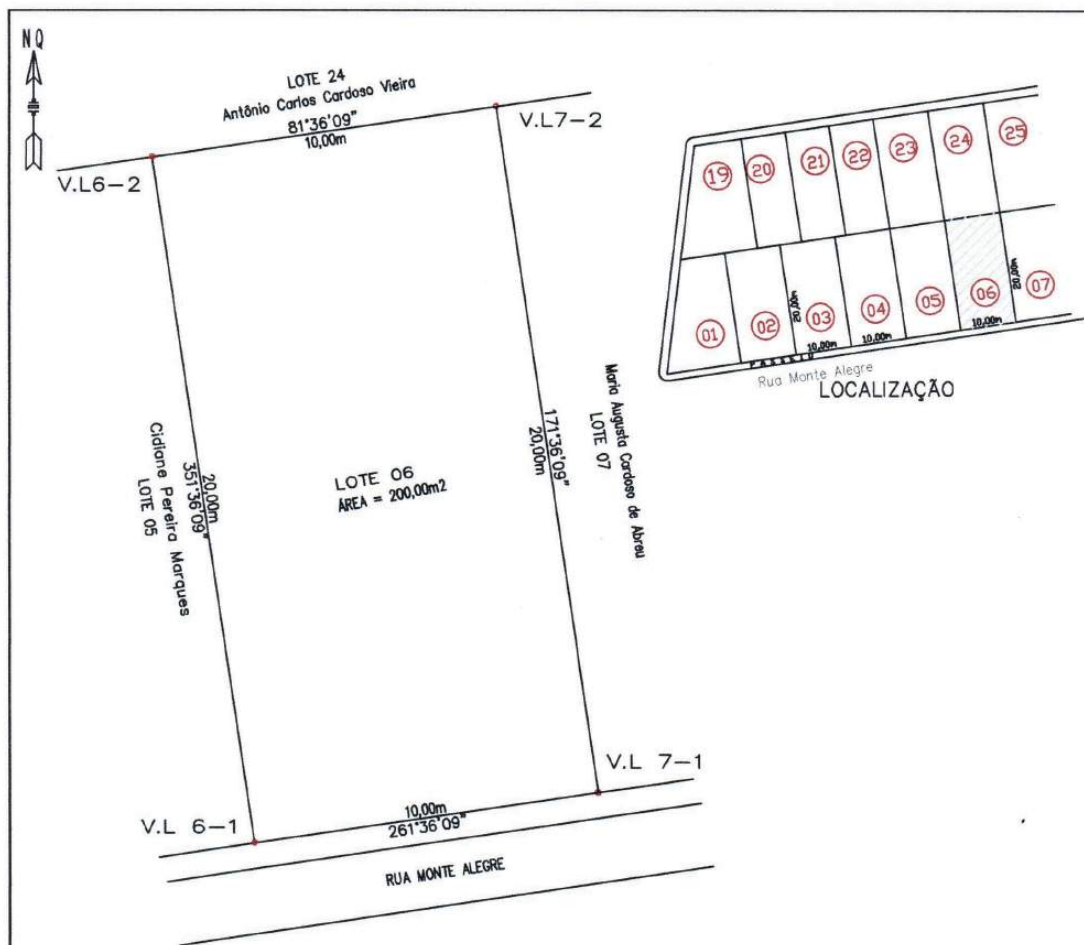 NQ
LOTE 24
Antônio Carlos Cardoso Vieira
81°36'09"
10,00m
V.L6-2
V.L7-2
Cidiane Pereira Marques
LOTE 05
20,00m
351°36'09"
LOTE 06
ÁREA = 200,00m2
171°36'09"
20,00m
Maria Augusta Cardoso de Abreu
LOTE 07
V.L 6-1
V.L 7-1
10,00m
261°36'09"
RUA MONTE ALEGRE
19
20
21
22
23
24
25
01
02
20,00m
03
04
05
06
20,00m
07
10,00m
10,00m
10,00m
PASSEIO
Rua Monte Alegre
LOCALIZAÇÃO